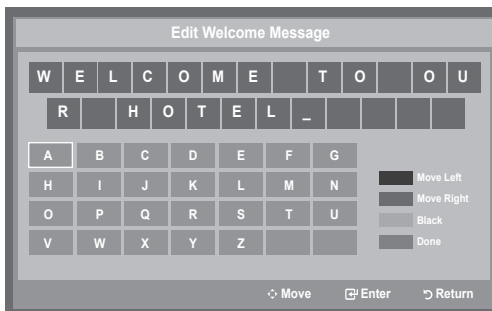 Edit Welcome Message
W E L C O M E T O O U
R H O T E L _
A B C D E F G
H I J K L M N
O P Q R S T U
V W X Y Z
Move Left
Move Right
Black
Done
Move Enter Return